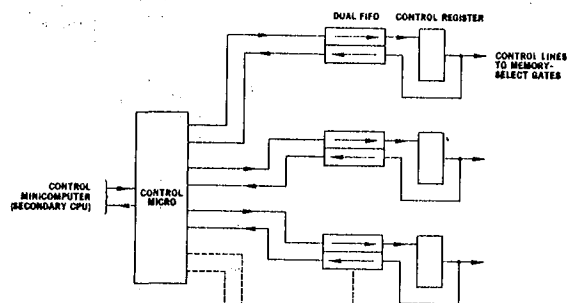 DUAL FIFO
CONTROL REGISTER
CONTROL LINES
TO MEMORY-
SELECT GATES
CONTROL
MINICOMPUTER
(SECONDARY CPU)
CONTROL
MICRO